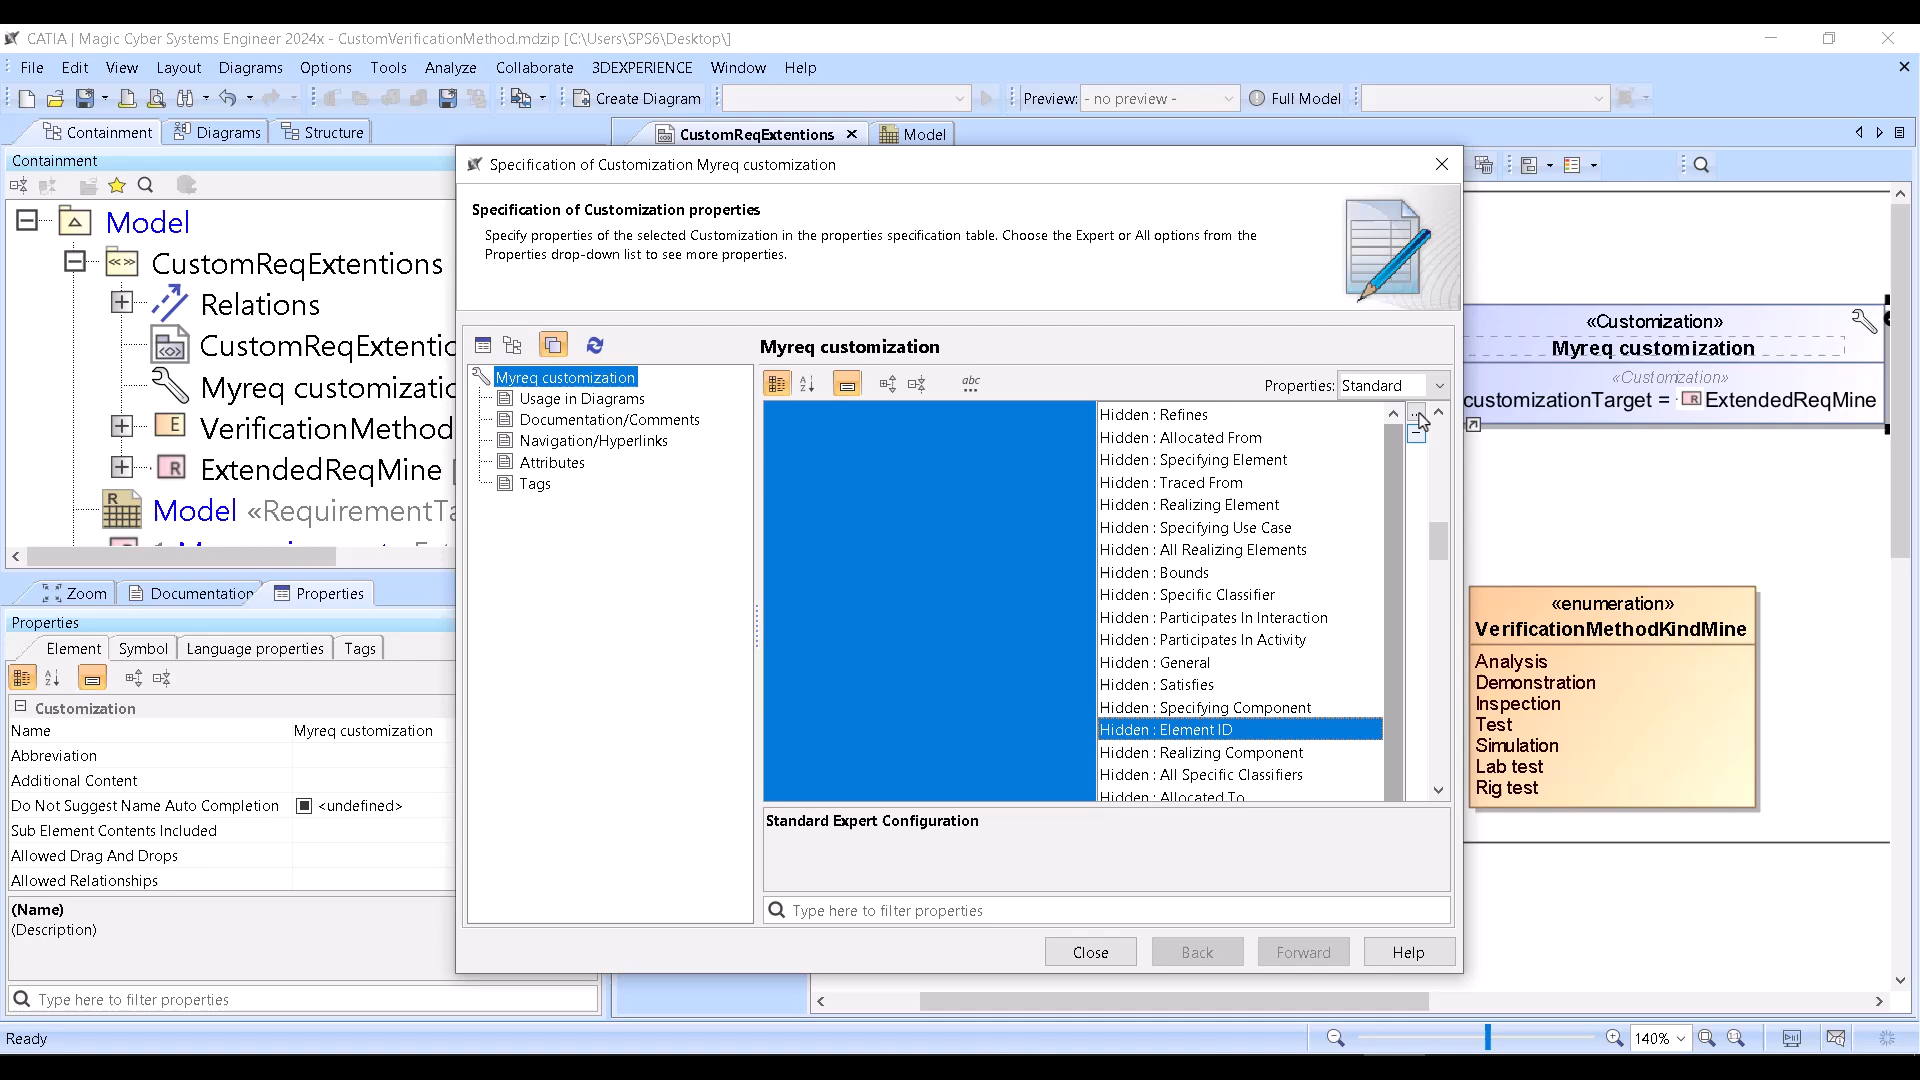 CATIA | Magic Cyber Systems Engineer 2024x - CustomVerificationMethod.mdzip [C:\Users\SPS6\Desktop\]
File Edit View Layout Diagrams Options Tools Analyze Collaborate 3DEXPERIENCE Window Help
Create Diagram Preview: - no preview - Full Model
Containment Diagrams Structure
CustomReqExtentions Model
Containment
Model
CustomReqExtentions
Relations
CustomReqExtentic
Myreq customizatic
VerificationMethod
ExtendedReqMine [
Model «RequirementTa
Zoom Documentation Properties
Properties
Element Symbol Language properties Tags
Customization
Name Myreq customization
Abbreviation
Additional Content
Do Not Suggest Name Auto Completion <undefined>
Sub Element Contents Included
Allowed Drag And Drops
Allowed Relationships
(Name)
(Description)
Type here to filter properties
Specification of Customization Myreq customization
Specification of Customization properties
Specify properties of the selected Customization in the properties specification table. Choose the Expert or All options from the
Properties drop-down list to see more properties.
Myreq customization
Usage in Diagrams
Documentation/Comments
Navigation/Hyperlinks
Attributes
Tags
Myreq customization
abc Properties: Standard
Hidden : Refines
Hidden : Allocated From
Hidden : Specifying Element
Hidden : Traced From
Hidden : Realizing Element
Hidden : Specifying Use Case
Hidden : All Realizing Elements
Hidden : Bounds
Hidden : Specific Classifier
Hidden : Participates In Interaction
Hidden : Participates In Activity
Hidden : General
Hidden : Satisfies
Hidden : Specifying Component
Hidden : Element ID
Hidden : Realizing Component
Hidden : All Specific Classifiers
Hidden : Allocated To
Standard Expert Configuration
Type here to filter properties
Close Back Forward Help
«Customization»
Myreq customization
«Customization»
customizationTarget = R ExtendedReqMine
«enumeration»
VerificationMethodKindMine
Analysis
Demonstration
Inspection
Test
Simulation
Lab test
Rig test
Ready 140%